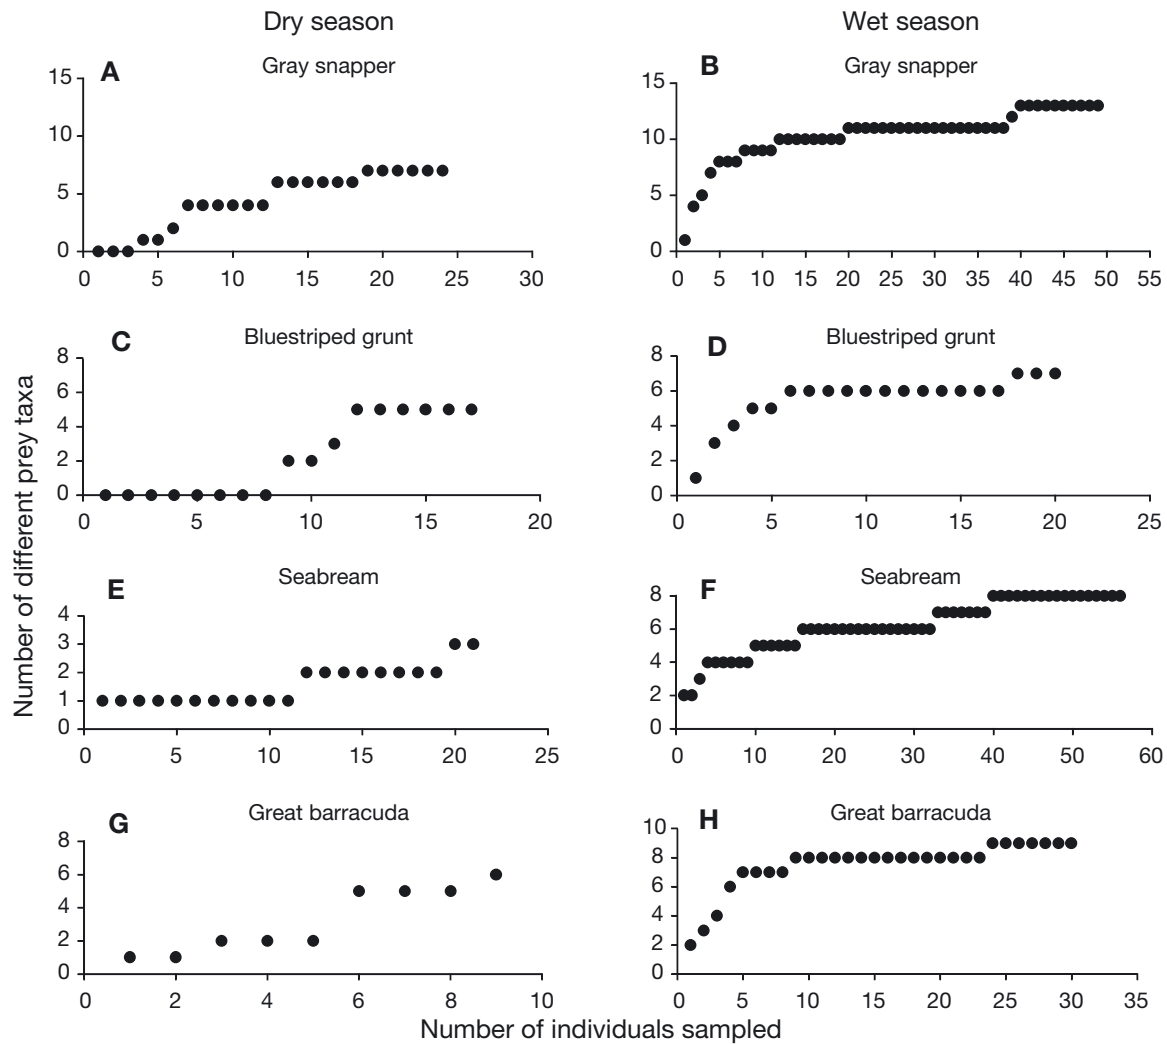 Dry season
Wet season
A
Gray snapper
15
10
5
0
0 5 10 15 20 25 30
B
Gray snapper
15
10
5
0
0 5 10 15 20 25 30 35 40 45 50 55
C
Bluestriped grunt
8
6
4
2
0
0 5 10 15 20
D
Bluestriped grunt
8
6
4
2
0
0 5 10 15 20 25
E
Seabream
4
3
2
1
0
0 5 10 15 20 25
F
Seabream
8
6
4
2
0
0 10 20 30 40 50 60
G
Great barracuda
8
6
4
2
0
0 2 4 6 8 10
H
Great barracuda
10
8
6
4
2
0
0 5 10 15 20 25 30 35
Number of different prey taxa
Number of individuals sampled